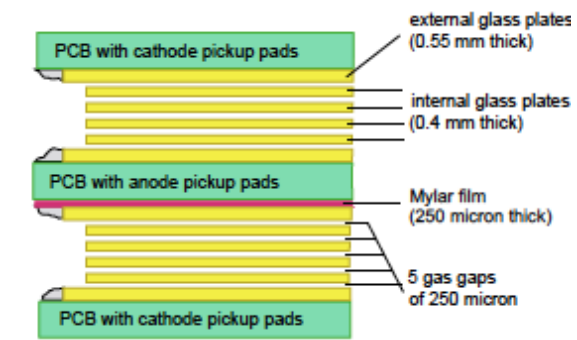 external glass plates
(0.55 mm thick)
PCB with cathode pickup pads
internal glass plates
(0.4 mm thick)
PCB with anode pickup pads
Mylar film
(250 micron thick)
5 gas gaps
of 250 micron
PCB with cathode pickup pads